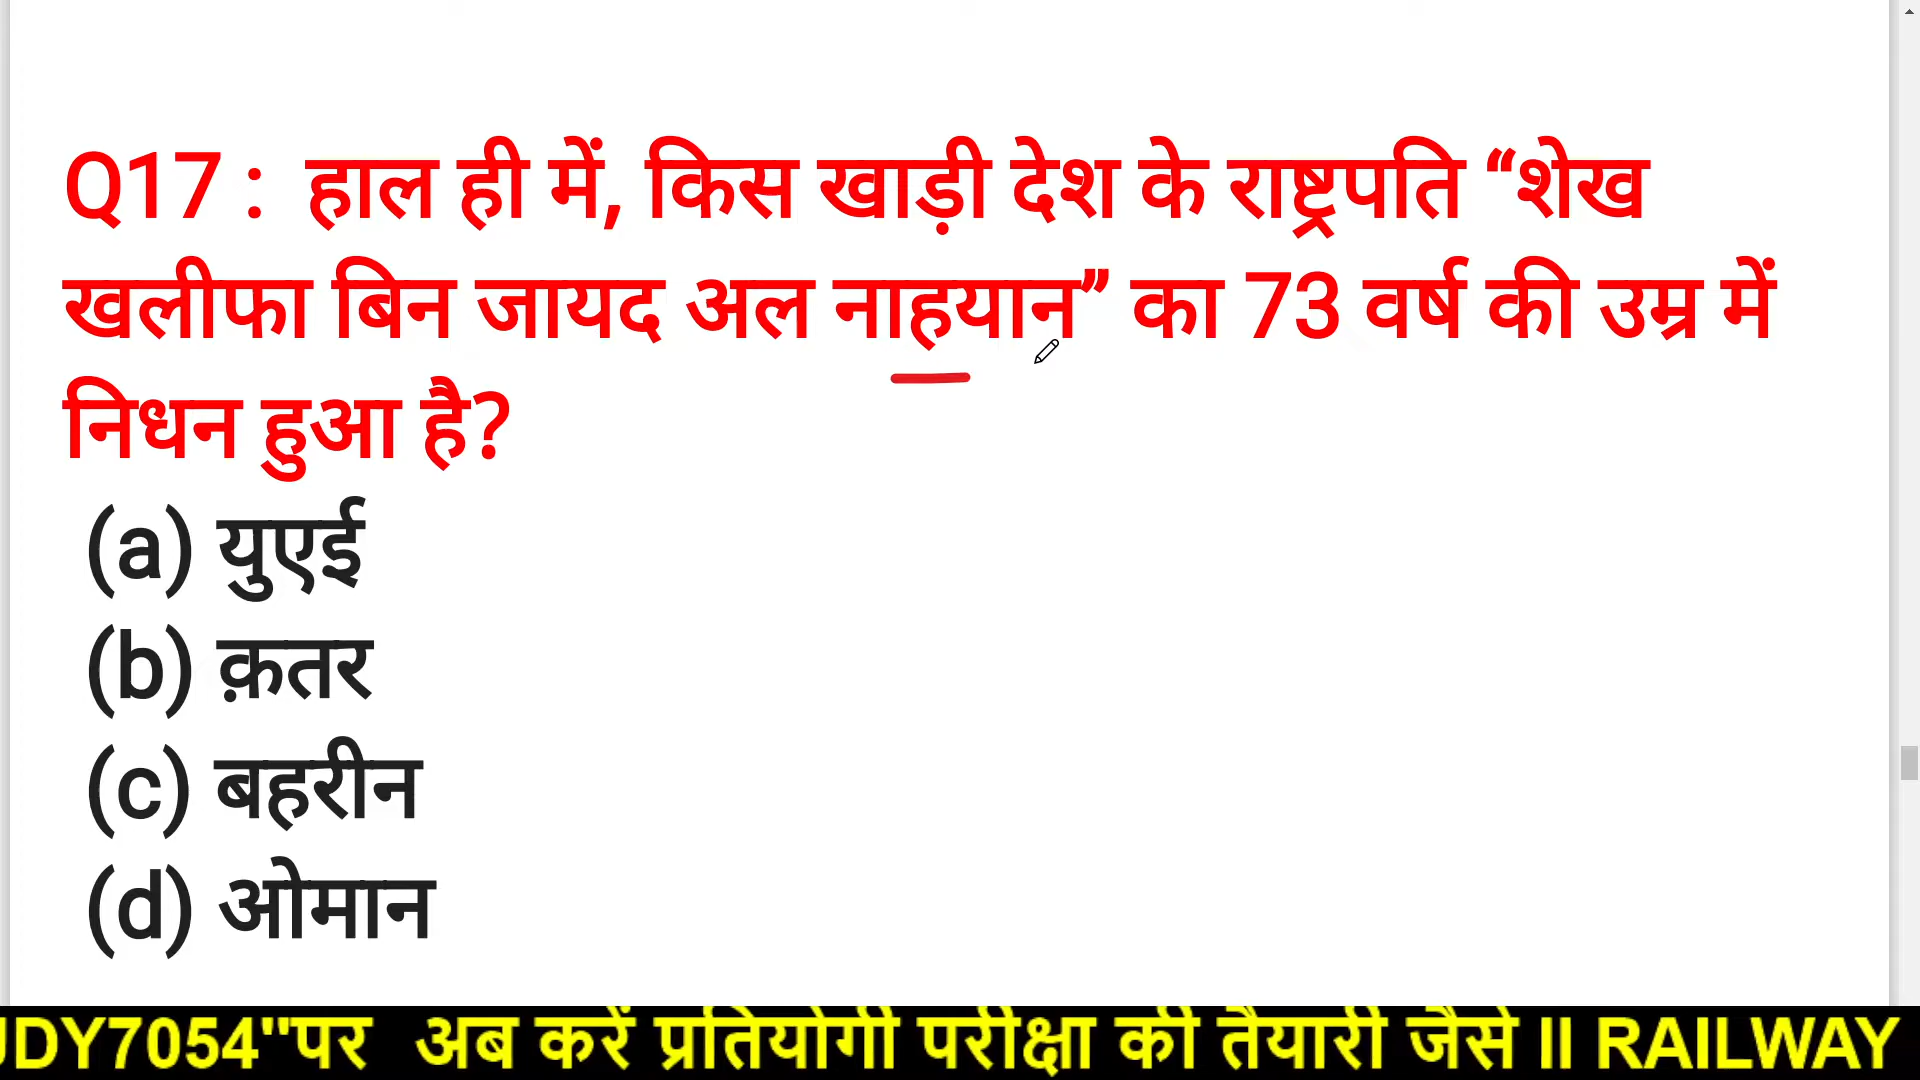 Q17 : हाल ही में, किस खाड़ी देश के राष्ट्रपति “शेख
खलीफा बिन जायद अल नाहयान” का 73 वर्ष की उम्र में
निधन हुआ है?
(a) युएई
(b) क़तर
(c) बहरीन
(d) ओमान
JDY7054"पर अब करें प्रतियोगी परीक्षा की तैयारी जैसे II RAILWAY